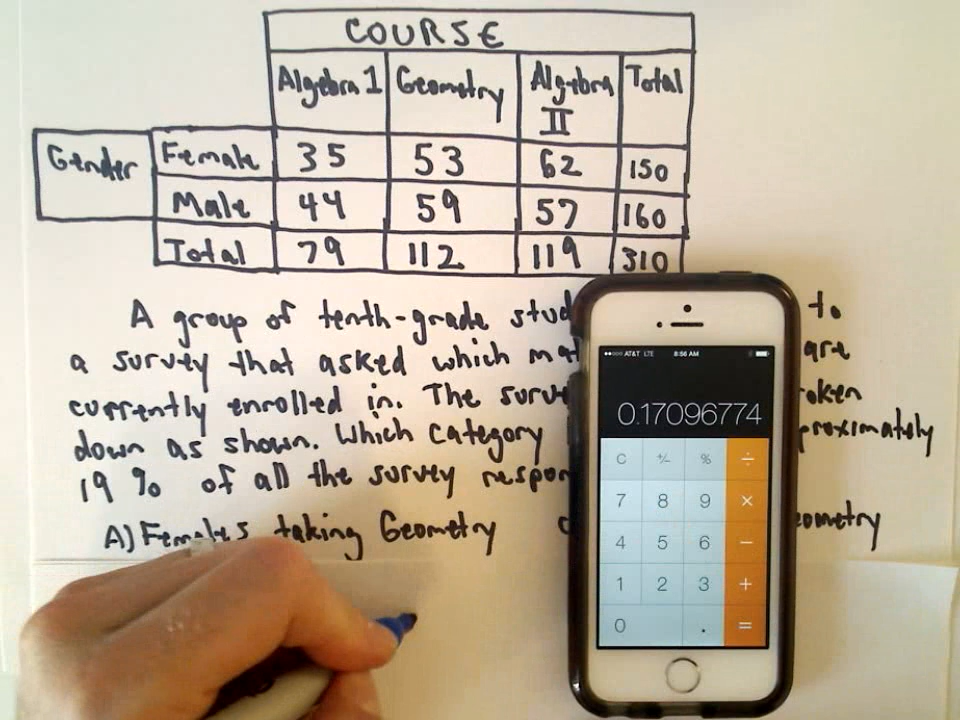 COURSE
Algebra 1 Geometry Algebra II Total
Gender Female 35 53 62 150
Male 44 59 57 160
Total 79 112 119 310
A group of tenth-grade stud to
a survey that asked which mat are
currently enrolled in. The surve roken
down as shown. Which category proximately
19% of all the survey respon
A) Females taking Geometry eometry
AT&T LTE 8:56 AM
0.17096774
C +/- % ÷
7 8 9 ×
4 5 6 −
1 2 3 +
0 . =